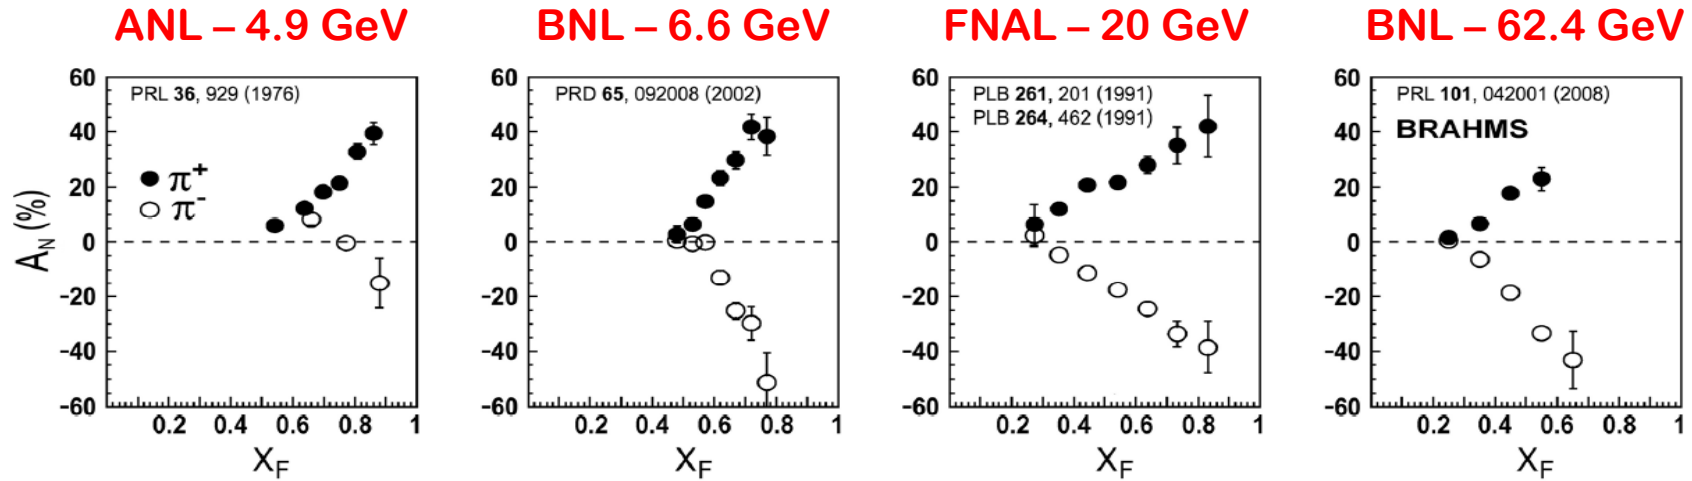 ANL – 4.9 GeV
BNL – 6.6 GeV
FNAL – 20 GeV
BNL – 62.4 GeV
A_N (%)
60
40
20
0
−20
−40
−60
PRL 36, 929 (1976)
π+
π-
0.2 0.4 0.6 0.8 1
X_F
60
40
20
0
−20
−40
−60
PRD 65, 092008 (2002)
0.2 0.4 0.6 0.8 1
X_F
60
40
20
0
−20
−40
−60
PLB 261, 201 (1991)
PLB 264, 462 (1991)
0.2 0.4 0.6 0.8 1
X_F
60
40
20
0
−20
−40
−60
PRL 101, 042001 (2008)
BRAHMS
0.2 0.4 0.6 0.8 1
X_F